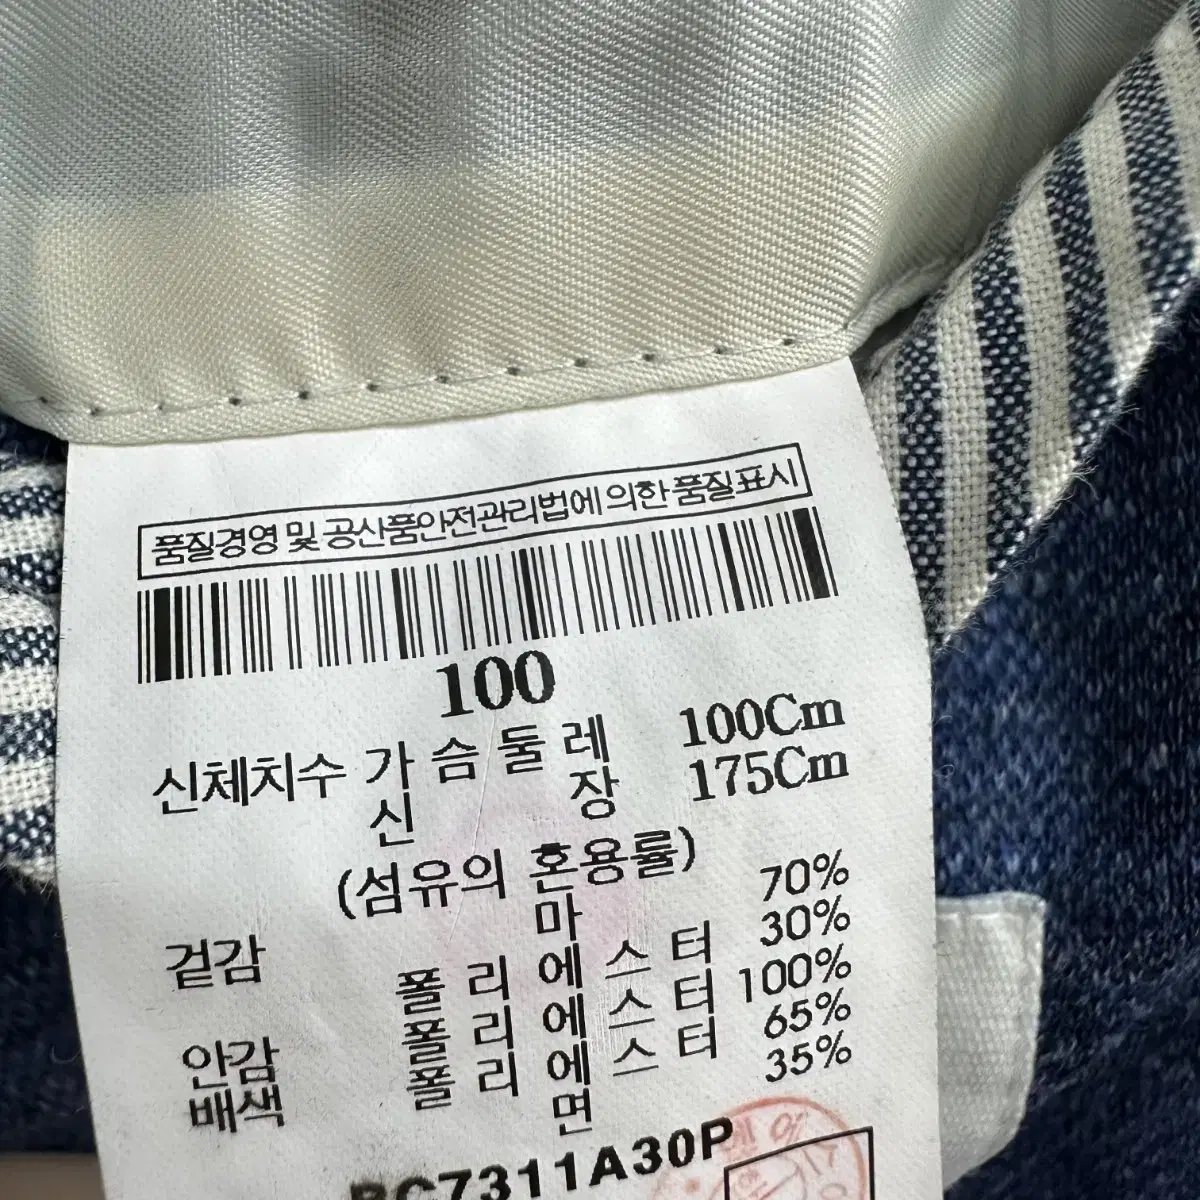 품질경영 및 공산품안전관리법에 의한 품질표시
100
신체치수 가슴둘레 100Cm
신장 175Cm
(섬유의 혼용률)
겉감 마 70%
폴리에스터 30%
안감 폴리에스터 100%
배색 폴리에스터 65%
면 35%
BC7311A30P